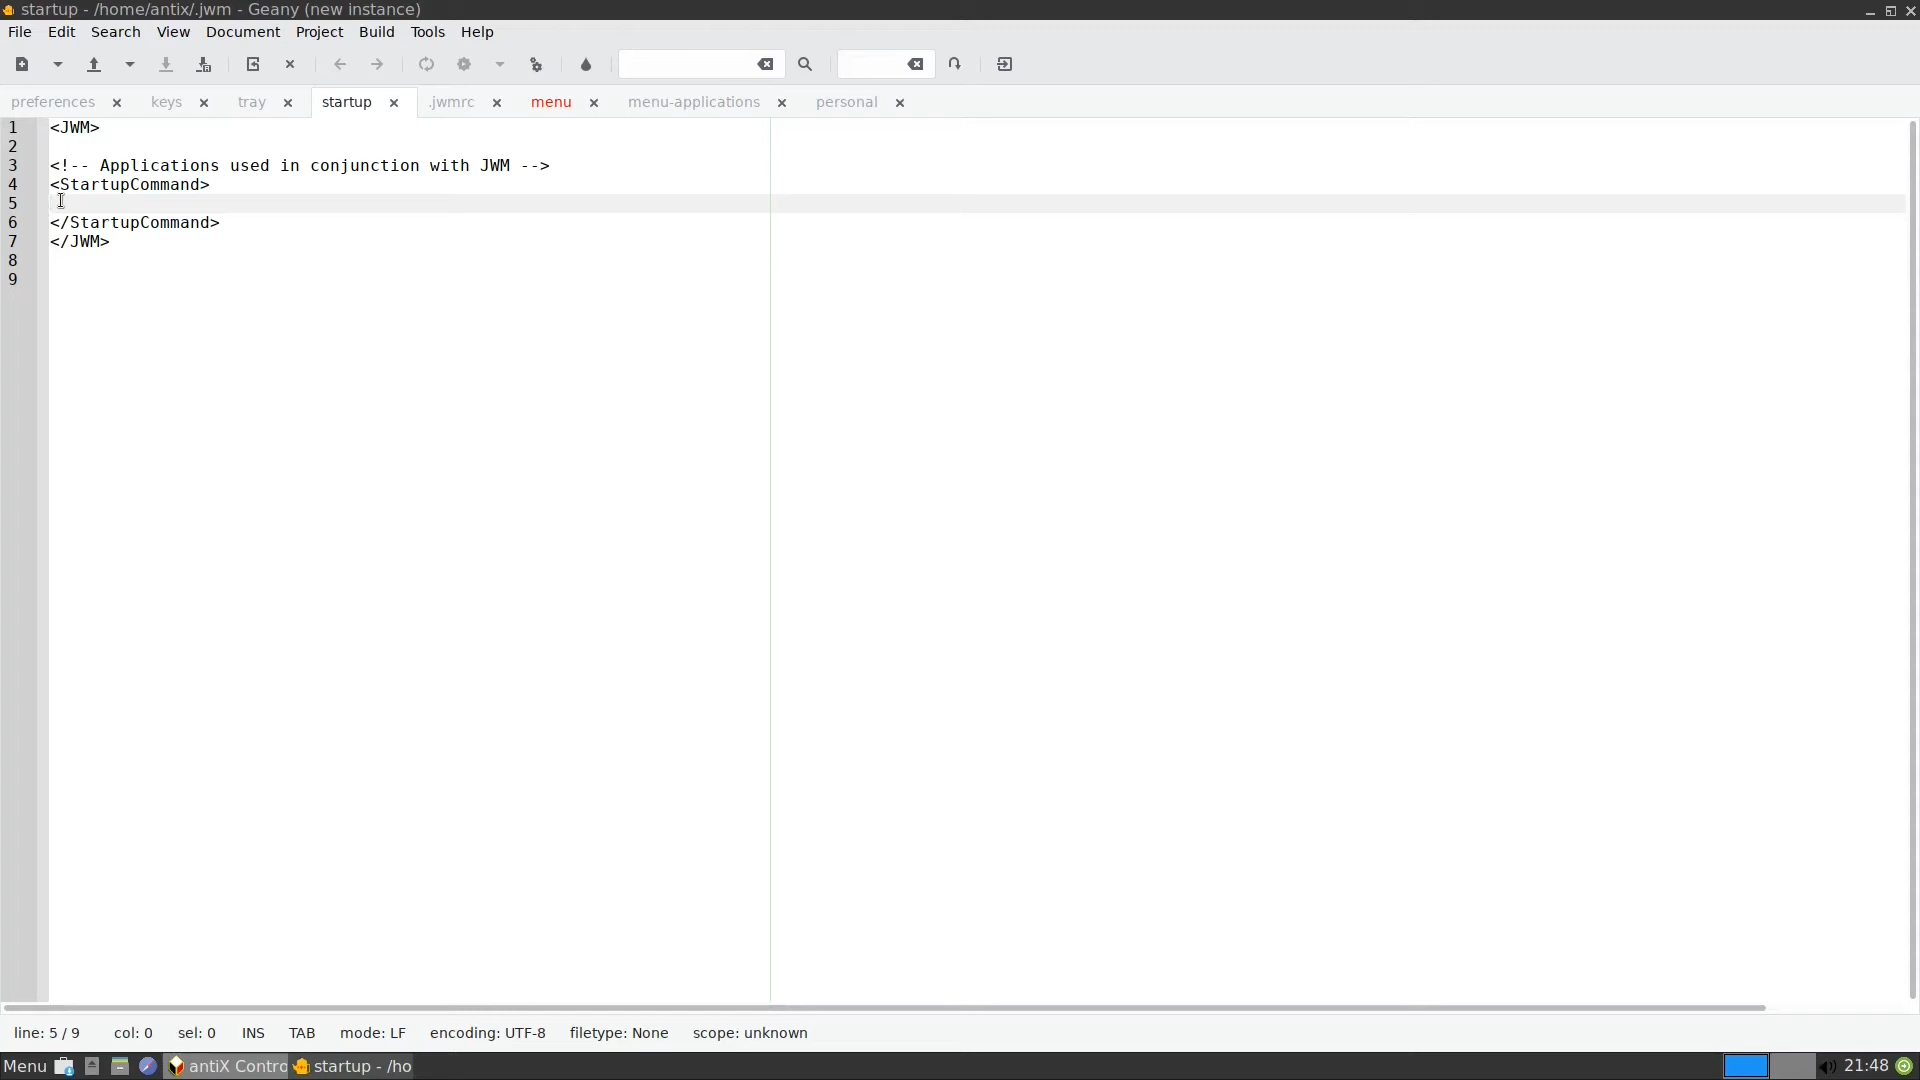 startup - /home/antix/.jwm - Geany (new instance)
File Edit Search View Document Project Build Tools Help
preferences keys tray startup .jwmrc menu menu-applications personal
1 <JWM>
2
3 <!-- Applications used in conjunction with JWM -->
4 <StartupCommand>
5
6 </StartupCommand>
7 </JWM>
8
9
line: 5 / 9 col: 0 sel: 0 INS TAB mode: LF encoding: UTF-8 filetype: None scope: unknown
Menu antiX Contro startup - /ho 21:48